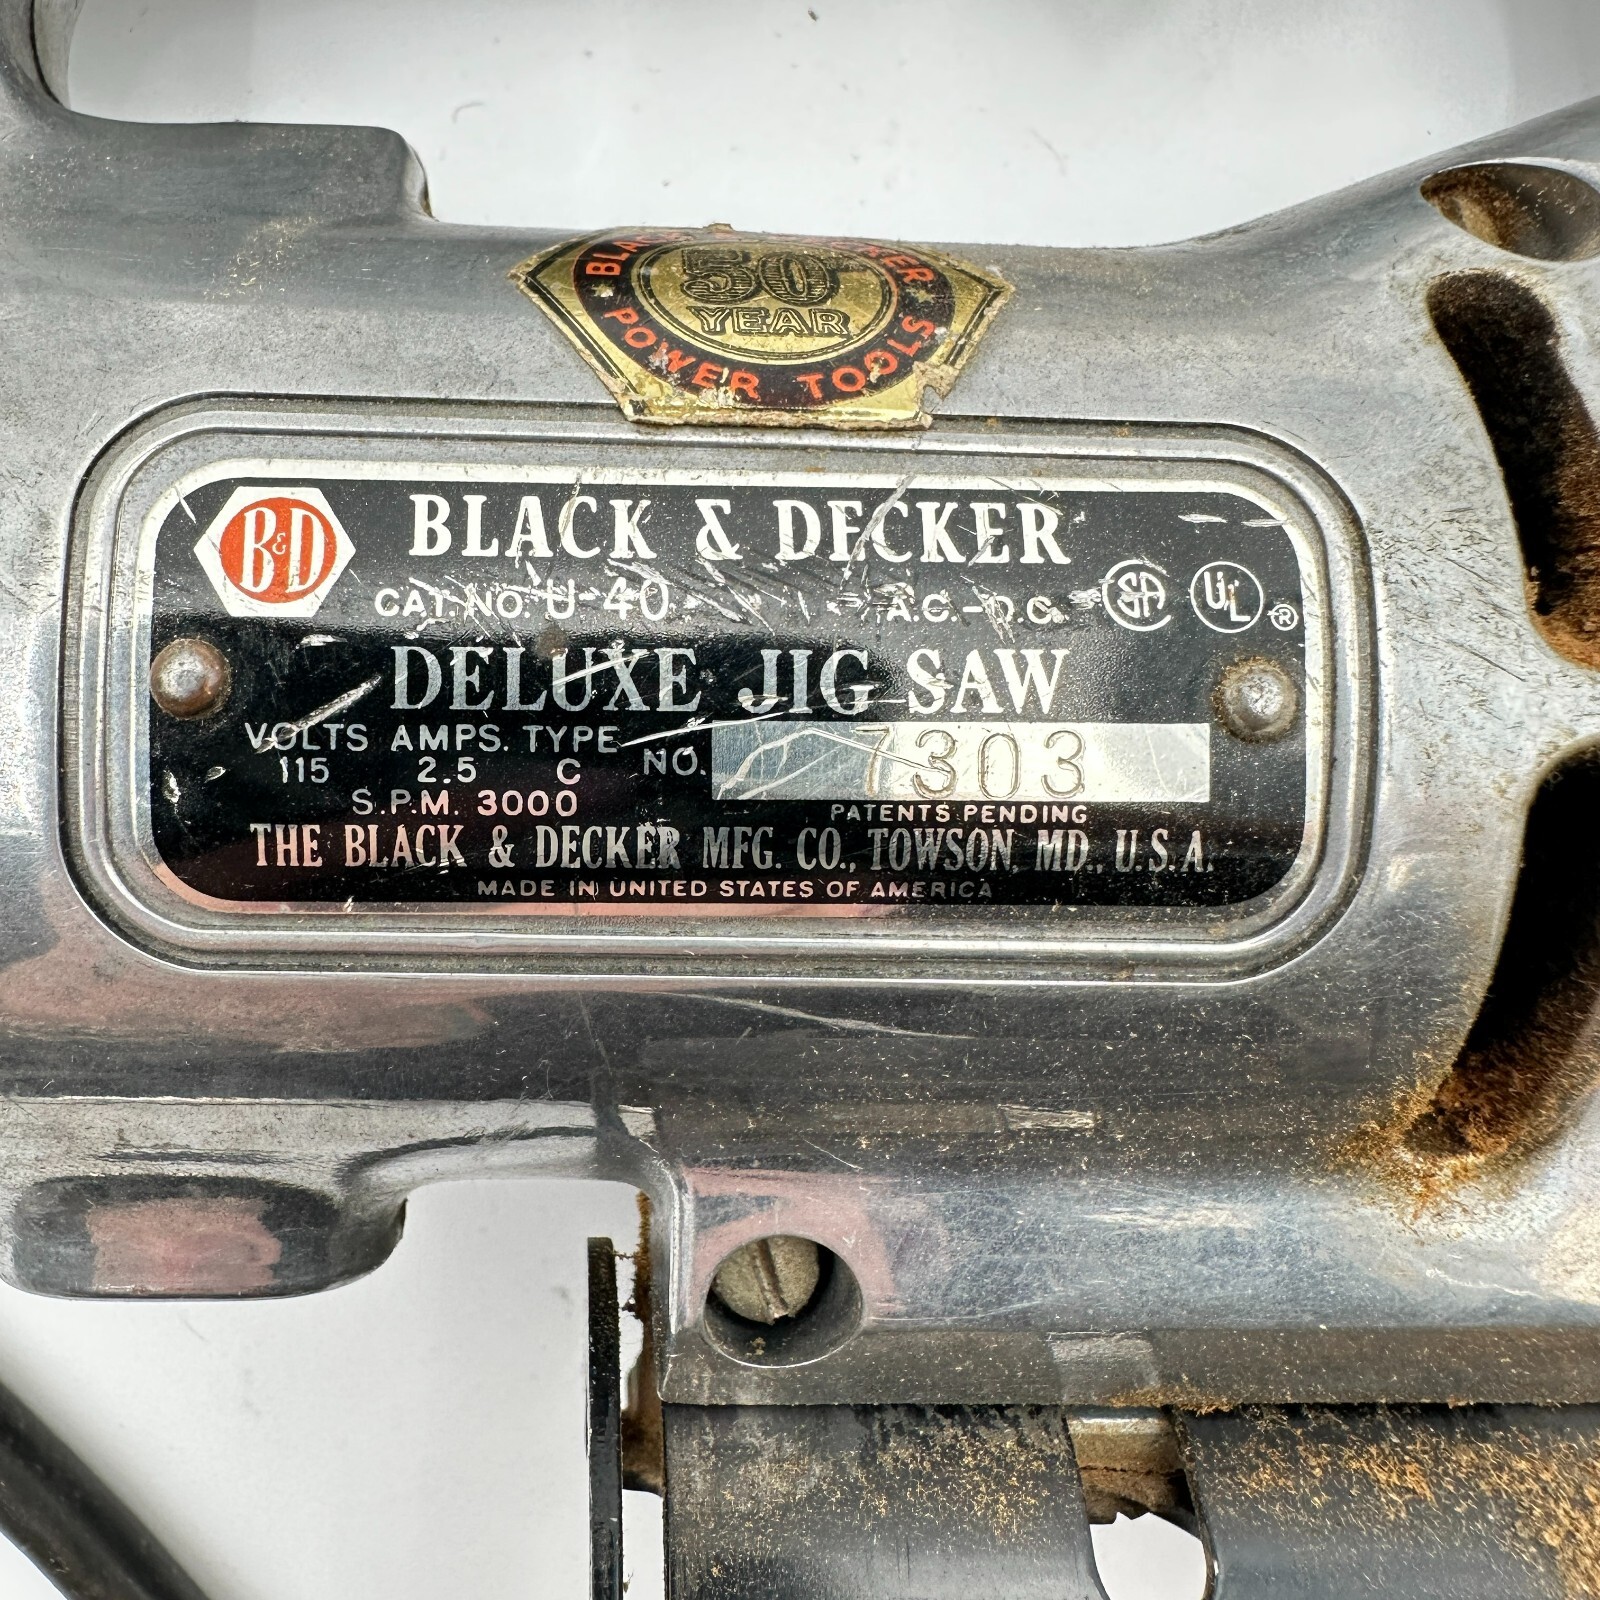 BLACK & DECKER
50
YEAR
POWER TOOLS
B&D
BLACK & DECKER
CAT. NO. U-40 A.C.-D.C. SA UL ®
DELUXE JIG SAW
VOLTS AMPS. TYPE NO. 7303
115 2.5 C
S.P.M. 3000 PATENTS PENDING
THE BLACK & DECKER MFG. CO., TOWSON, MD., U.S.A.
MADE IN UNITED STATES OF AMERICA